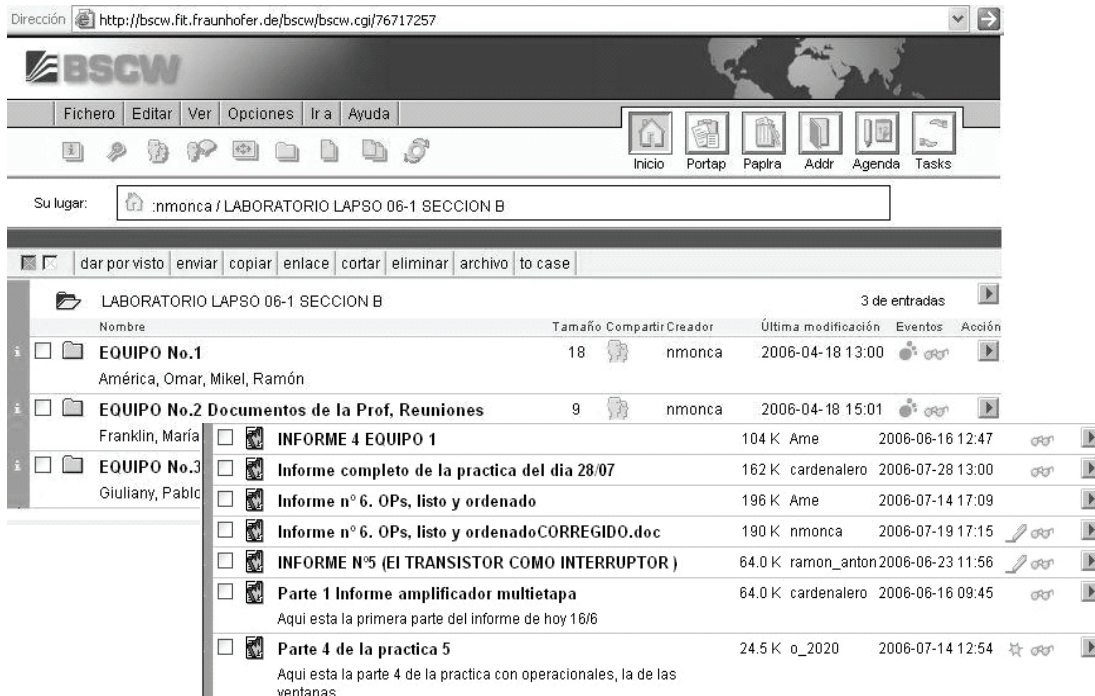 Dirección http://bscw.fit.fraunhofer.de/bscw/bscw.cgi/76717257
BSCW
Fichero Editar Ver Opciones Ir a Ayuda
Inicio Portap Paplra Addr Agenda Tasks
Su lugar: :nmonca / LABORATORIO LAPSO 06-1 SECCION B
dar por visto enviar copiar enlace cortar eliminar archivo to case
LABORATORIO LAPSO 06-1 SECCION B 3 de entradas
Nombre Tamaño Compartir Creador Última modificación Eventos Acción
EQUIPO No.1 18 nmonca 2006-04-18 13:00
América, Omar, Mikel, Ramón
EQUIPO No.2 Documentos de la Prof, Reuniones 9 nmonca 2006-04-18 15:01
Franklin, María
EQUIPO No.3
Giuliany, Pablo
INFORME 4 EQUIPO 1 104 K Ame 2006-06-16 12:47
Informe completo de la practica del dia 28/07 162 K cardenalero 2006-07-28 13:00
Informe nº 6. OPs, listo y ordenado 196 K Ame 2006-07-14 17:09
Informe nº 6. OPs, listo y ordenadoCORREGIDO.doc 190 K nmonca 2006-07-19 17:15
INFORME Nº5 (El TRANSISTOR COMO INTERRUPTOR ) 64.0 K ramon_anton 2006-06-23 11:56
Parte 1 Informe amplificador multietapa 64.0 K cardenalero 2006-06-16 09:45
Aqui esta la primera parte del informe de hoy 16/6
Parte 4 de la practica 5 24.5 K o_2020 2006-07-14 12:54
Aqui esta la parte 4 de la practica con operacionales, la de las
ventanas